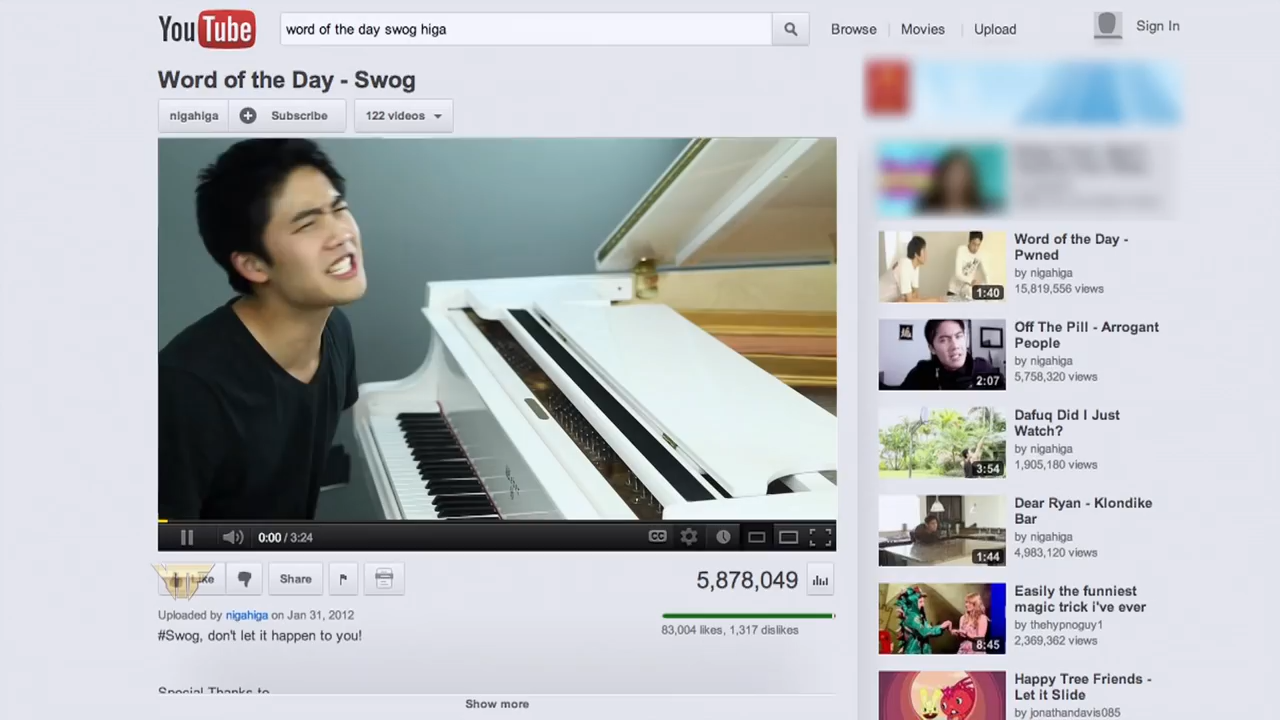 YouTube
word of the day swog higa
Browse
Movies
Upload
Sign In
Word of the Day - Swog
nigahiga
Subscribe
122 videos
0:00 / 3:24
CC
Share
5,878,049
Uploaded by nigahiga on Jan 31, 2012
83,004 likes, 1,317 dislikes
#Swog, don't let it happen to you!
Special Thanks to
Show more
Word of the Day -
Pwned
by nigahiga
15,819,556 views
1:40
Off The Pill - Arrogant
People
by nigahiga
5,758,320 views
2:07
Dafuq Did I Just
Watch?
by nigahiga
1,905,180 views
3:54
Dear Ryan - Klondike
Bar
by nigahiga
4,983,120 views
1:44
Easily the funniest
magic trick i've ever
by thehypnoguy1
2,369,362 views
8:45
Happy Tree Friends -
Let it Slide
by jonathandavis085